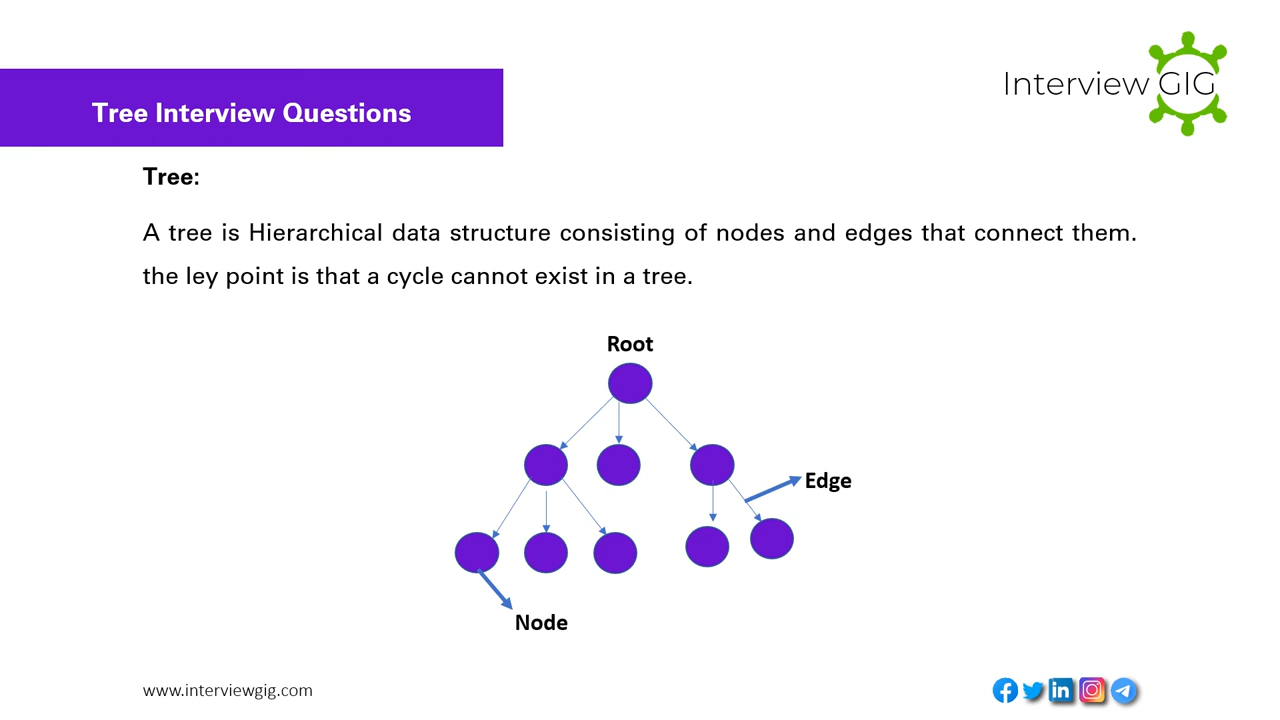 Interview GIG
Tree Interview Questions
Tree:
A tree is Hierarchical data structure consisting of nodes and edges that connect them.
the ley point is that a cycle cannot exist in a tree.
Root
Edge
Node
www.interviewgig.com